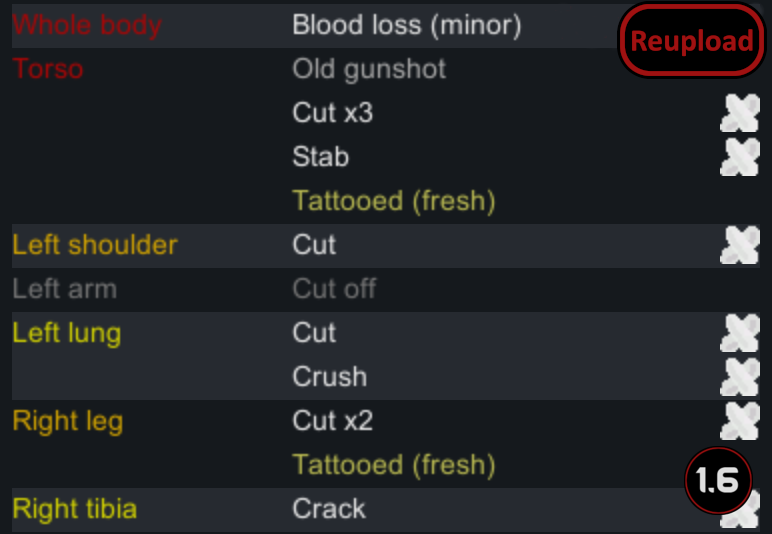 Whole body Blood loss (minor) Reupload
Torso Old gunshot
Cut x3
Stab
Tattooed (fresh)
Left shoulder Cut
Left arm Cut off
Left lung Cut
Crush
Right leg Cut x2
Tattooed (fresh)
1.6
Right tibia Crack